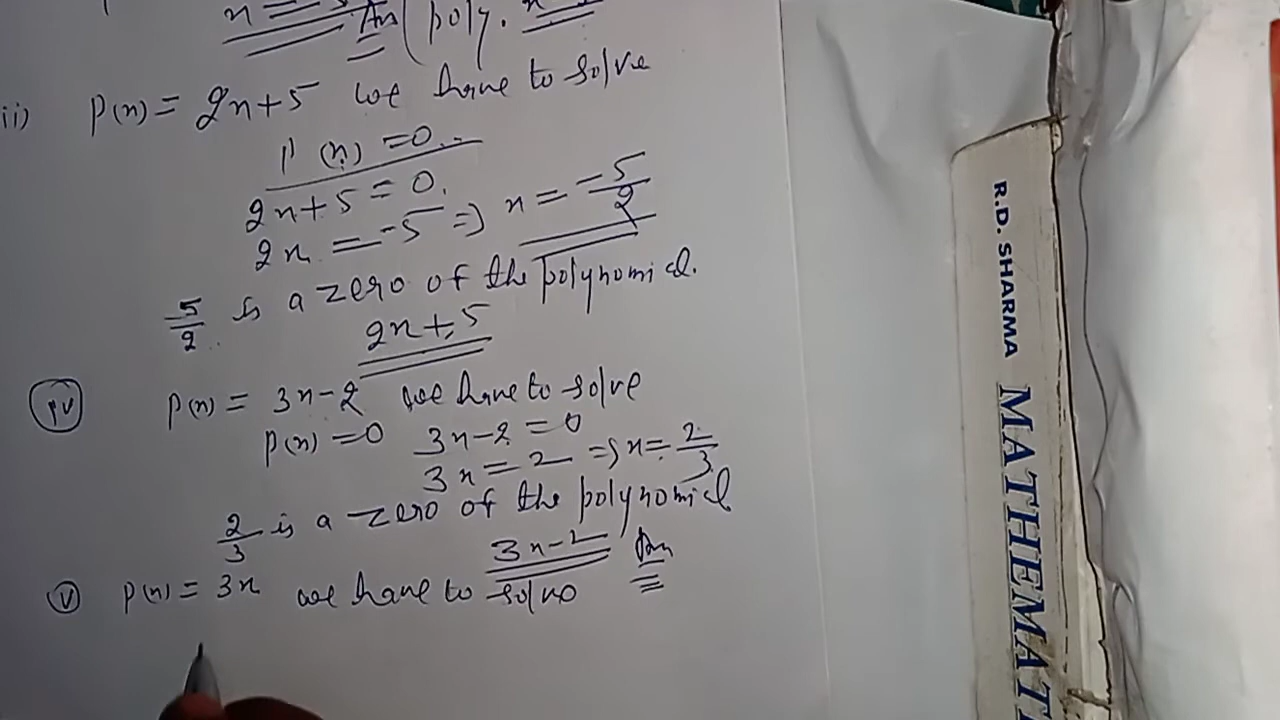 Ans poly.
ii) P(x) = 2x+5 we have to solve
P(x) = 0
2x+5 = 0.
2x = -5 => x = -5/2
5/2 is a zero of the polynomial.
2x+5
iv P(x) = 3x-2 we have to solve
P(x) = 0 3x-2 = 0
3x = 2 => x = 2/3
2/3 is a zero of the polynomial
3x-2 Ans
v P(x) = 3x we have to solve
R.D. SHARMA MATHEMAT